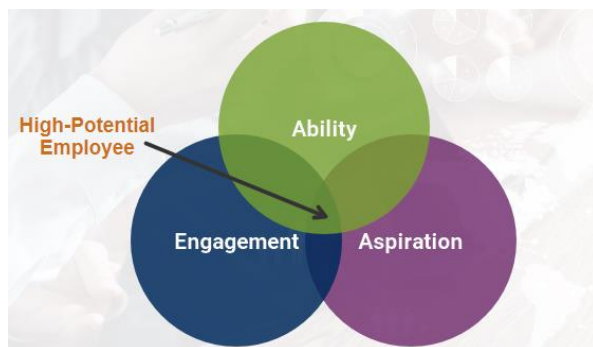 High-Potential
Employee
Ability
Engagement
Aspiration